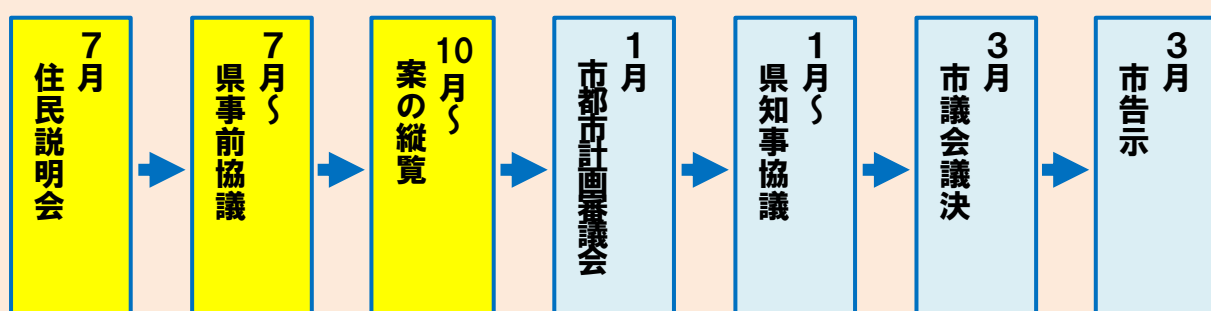 7月
住民説明会
7月～
県事前協議
10月～
案の縦覧
1月
市都市計画審議会
1月～
県知事協議
3月
市議会議決
3月
市告示